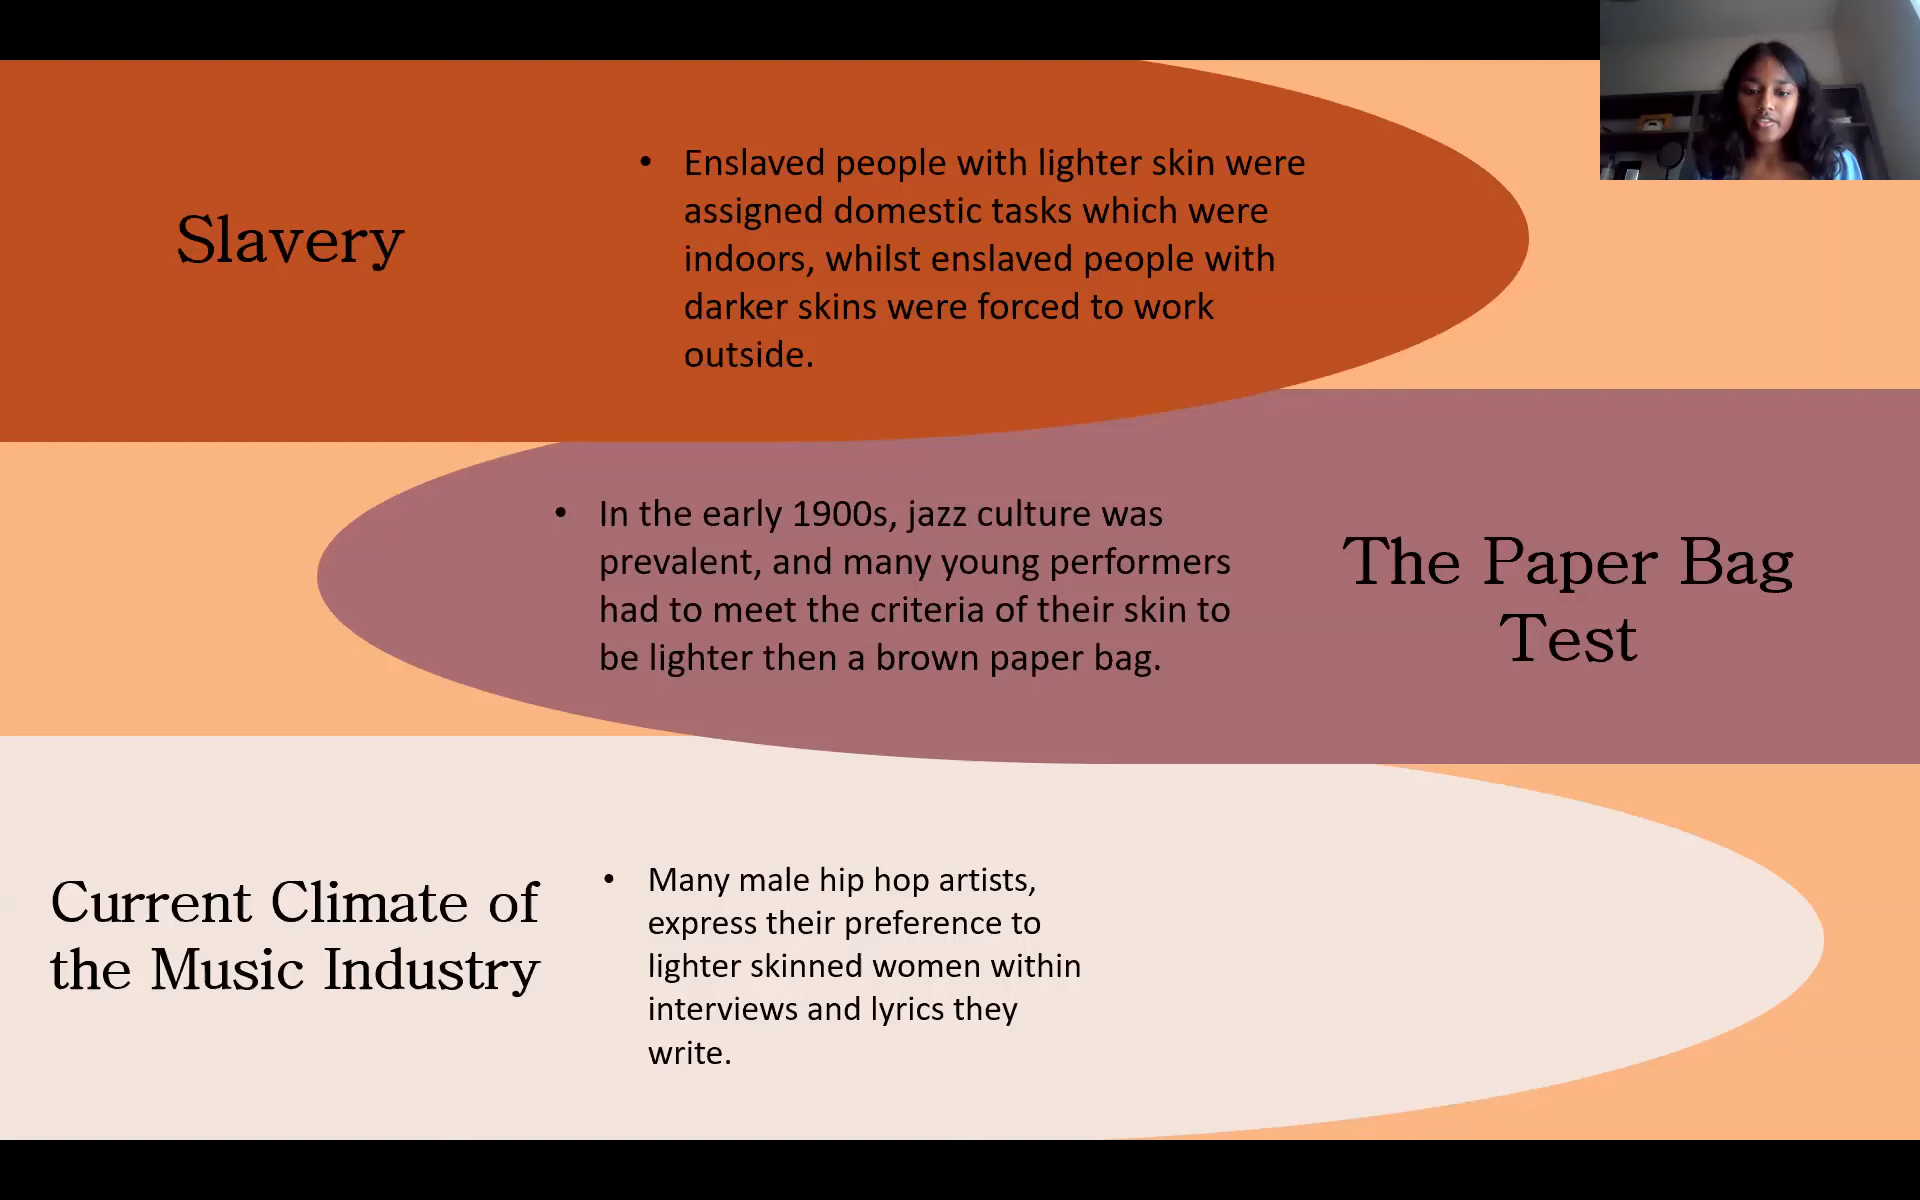 Slavery
• Enslaved people with lighter skin were
assigned domestic tasks which were
indoors, whilst enslaved people with
darker skins were forced to work
outside.
• In the early 1900s, jazz culture was
prevalent, and many young performers
had to meet the criteria of their skin to
be lighter then a brown paper bag.
The Paper Bag
Test
Current Climate of
the Music Industry
• Many male hip hop artists,
express their preference to
lighter skinned women within
interviews and lyrics they
write.